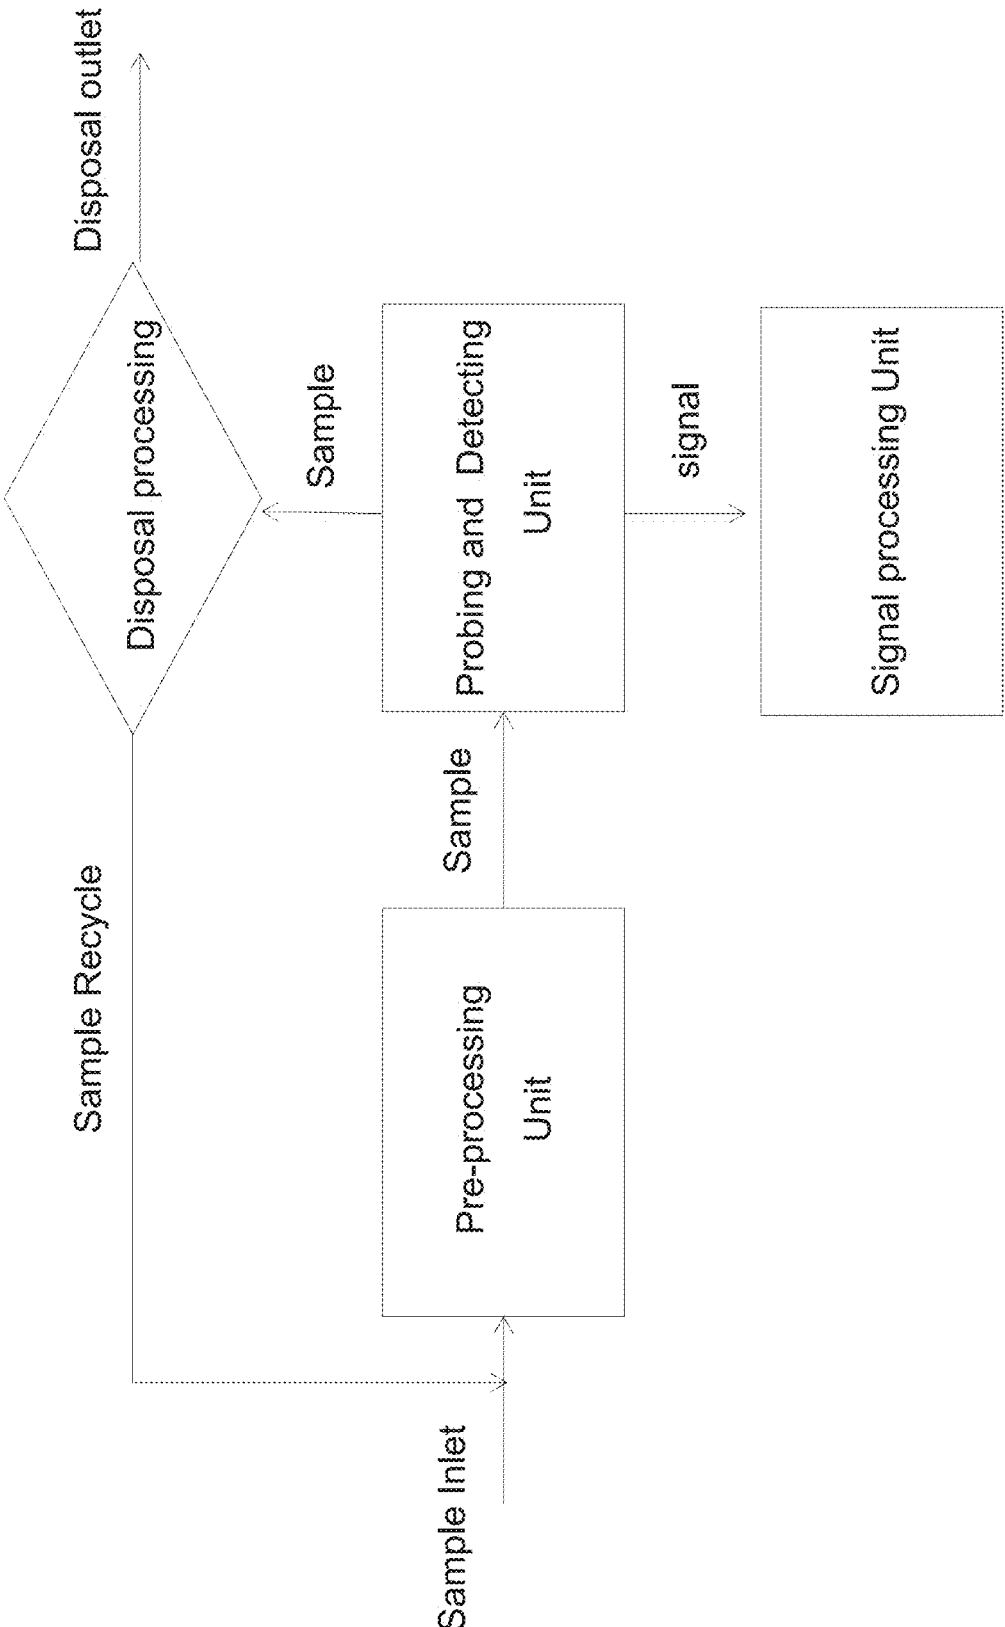 Disposal outlet
Disposal processing
Sample Recycle
Sample
Probing and Detecting
Unit
Sample
Pre-processing
Unit
Sample Inlet
signal
Signal processing Unit